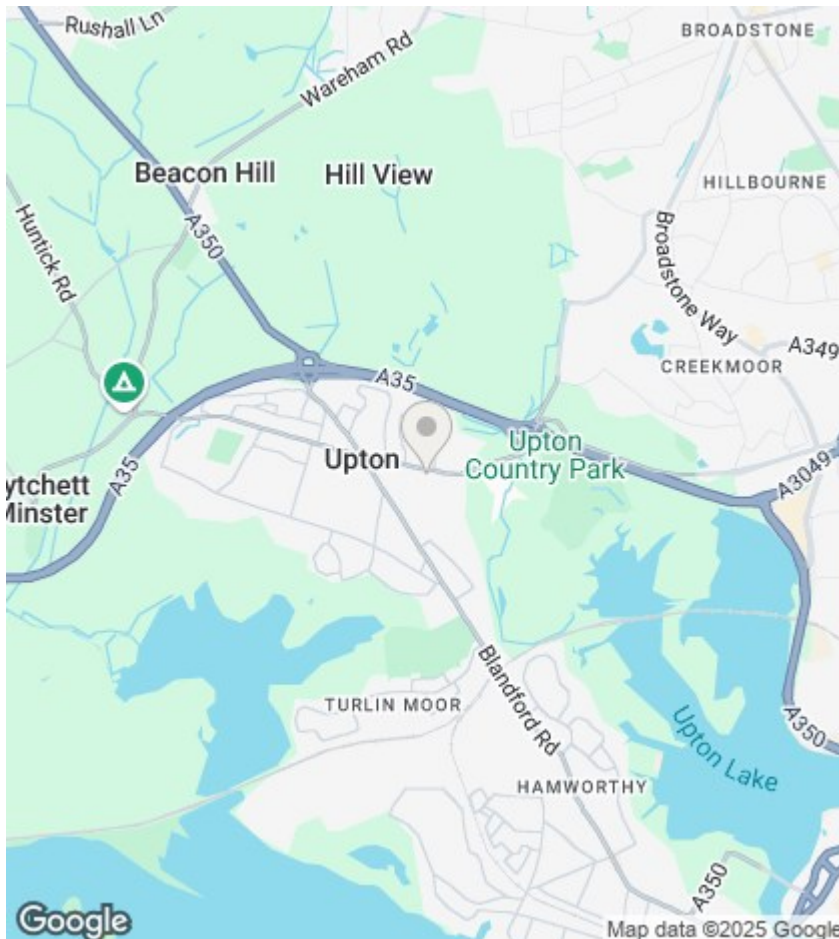 Rushall Ln
Wareham Rd
BROADSTONE
Beacon Hill
Hill View
HILLBOURNE
A350
Huntick Rd
Broadstone Way
A349
CREEKMOOR
A35
Upton
Upton
Country Park
A35
ytchett
Minster
A3049
Blandford Rd
TURLIN MOOR
A350
Upton Lake
HAMWORTHY
A350
Google
Map data ©2025 Google